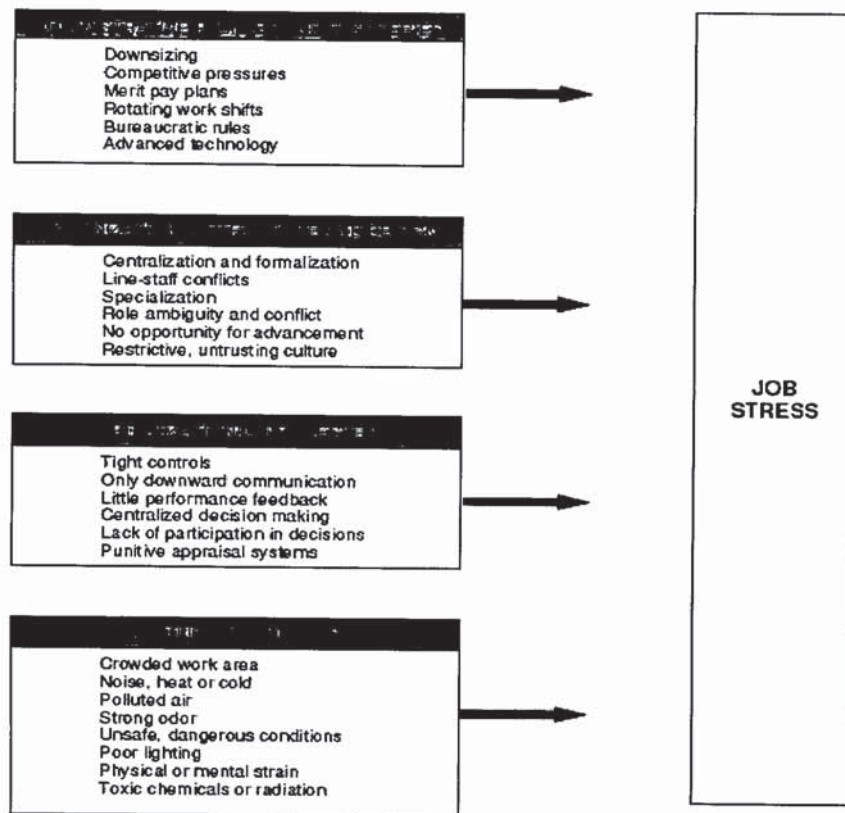 Downsizing
Competitive pressures
Merit pay plans
Rotating work shifts
Bureaucratic rules
Advanced technology
Centralization and formalization
Line-staff conflicts
Specialization
Role ambiguity and conflict
No opportunity for advancement
Restrictive, untrusting culture
JOB
STRESS
Tight controls
Only downward communication
Little performance feedback
Centralized decision making
Lack of participation in decisions
Punitive appraisal systems
Crowded work area
Noise, heat or cold
Polluted air
Strong odor
Unsafe, dangerous conditions
Poor lighting
Physical or mental strain
Toxic chemicals or radiation